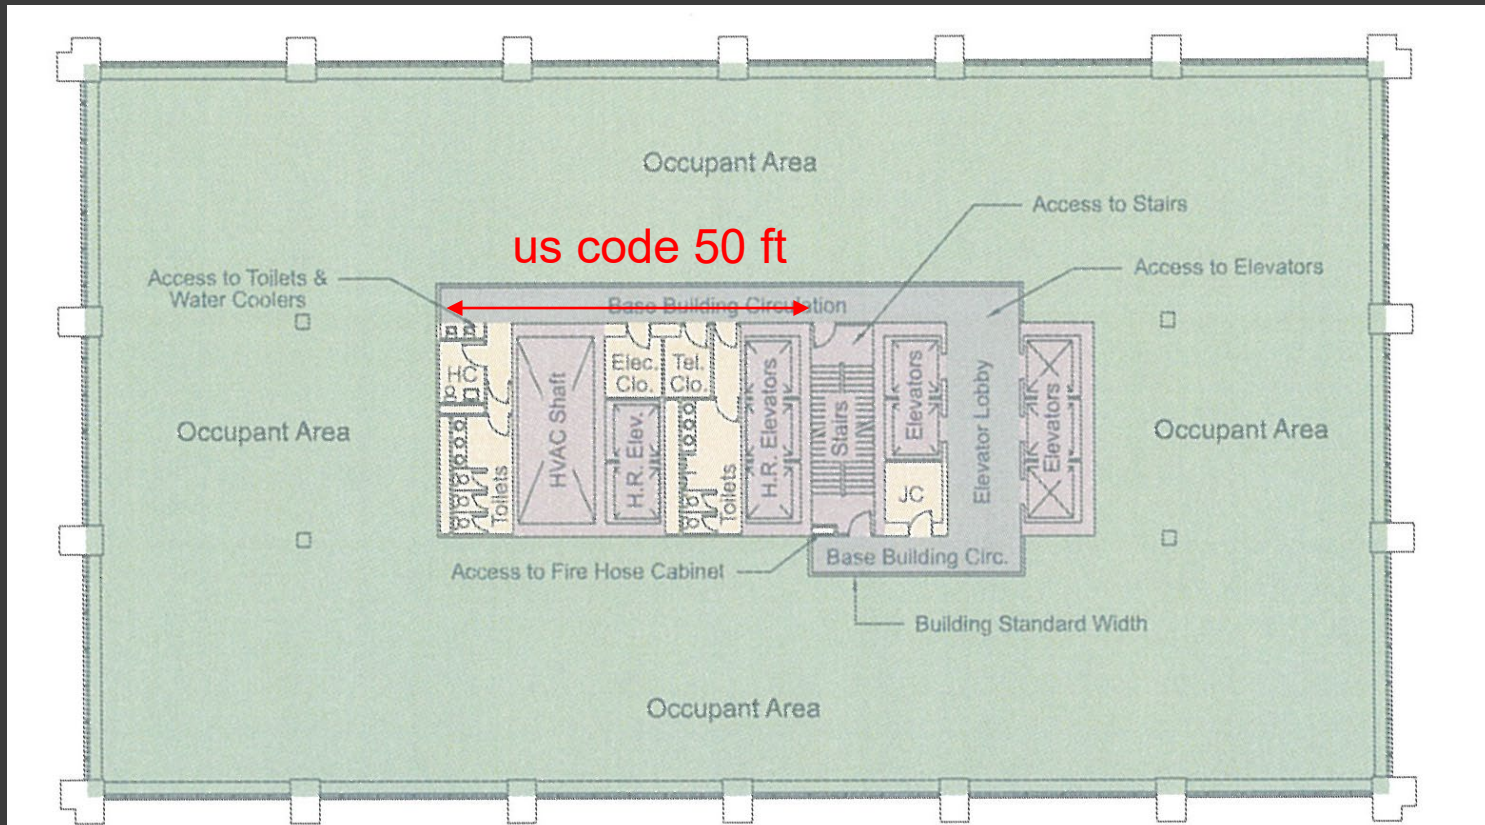 Occupant Area
Access to Stairs
us code 50 ft
Access to Toilets &
Water Coolers
Access to Elevators
Base Building Circulation
HC
HVAC Shaft
Elec.
Clo.
Tel.
Clo.
H.R. Elevators
Stairs
Elevators
Elevator Lobby
Elevators
Occupant Area
Occupant Area
Toilets
H.R. Elev.
Toilets
JC
Base Building Circ.
Access to Fire Hose Cabinet
Building Standard Width
Occupant Area